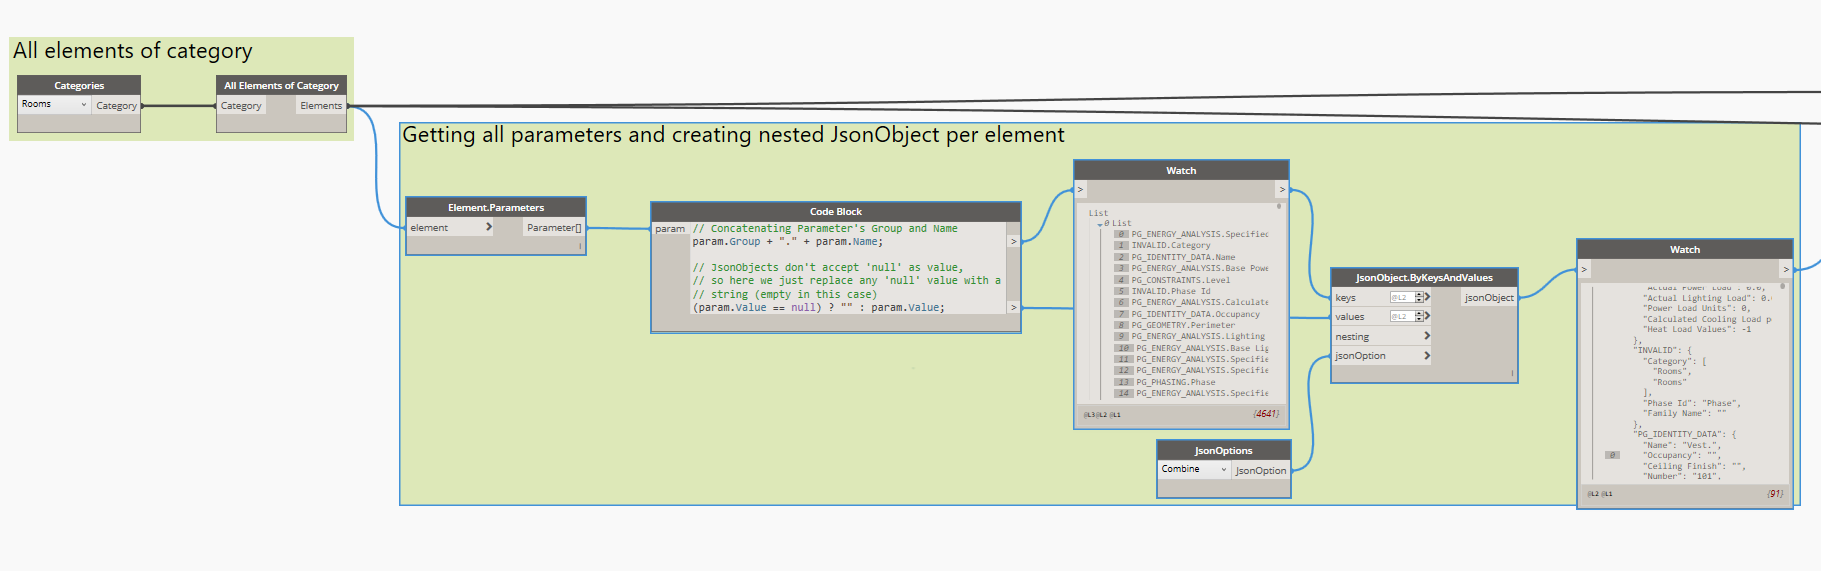 All elements of category
Categories
Rooms
Category
All Elements of Category
Category
Elements
Getting all parameters and creating nested JsonObject per element
Element.Parameters
element >
Parameter[]
Code Block
param
// Concatenating Parameter's Group and Name
param.Group + "." + param.Name;
// JsonObjects don't accept 'null' as value,
// so here we just replace any 'null' value with a
// string (empty in this case)
(param.Value == null) ? "" : param.Value;
>
>
Watch
> >
List
0 List
0 PG_ENERGY_ANALYSIS.Specified
1 INVALID.Category
2 PG_IDENTITY_DATA.Name
3 PG_ENERGY_ANALYSIS.Base Powe
4 PG_CONSTRAINTS.Level
5 INVALID.Phase Id
6 PG_ENERGY_ANALYSIS.Calculate
7 PG_IDENTITY_DATA.Occupancy
8 PG_GEOMETRY.Perimeter
9 PG_ENERGY_ANALYSIS.Lighting
10 PG_ENERGY_ANALYSIS.Base Lig
11 PG_ENERGY_ANALYSIS.Specifie
12 PG_ENERGY_ANALYSIS.Specifie
13 PG_PHASING.Phase
14 PG_ENERGY_ANALYSIS.Specifie
@L3 @L2 @L1
{4641}
JsonOptions
Combine
JsonOption
JsonObject.ByKeysAndValues
keys @L2 >
values @L2 >
nesting >
jsonOption >
jsonObject
Watch
> >
"Actual Power Load": 0.0,
"Actual Lighting Load": 0.
"Power Load Units": 0,
"Calculated Cooling Load p
"Heat Load Values": -1
},
"INVALID": {
"Category": [
"Rooms",
"Rooms"
],
"Phase Id": "Phase",
"Family Name": ""
},
"PG_IDENTITY_DATA": {
"Name": "Vest.",
0 "Occupancy": "",
"Ceiling Finish": "",
"Number": "101",
@L2 @L1
{91}